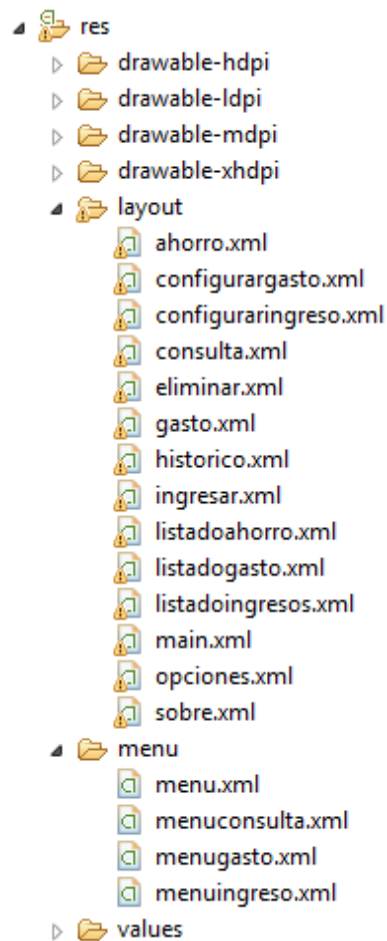 res
drawable-hdpi
drawable-ldpi
drawable-mdpi
drawable-xhdpi
layout
ahorro.xml
configurargasto.xml
configuraringreso.xml
consulta.xml
eliminar.xml
gasto.xml
historico.xml
ingresar.xml
listadoahorro.xml
listadogasto.xml
listadoingresos.xml
main.xml
opciones.xml
sobre.xml
menu
menu.xml
menuconsulta.xml
menugasto.xml
menuingreso.xml
values